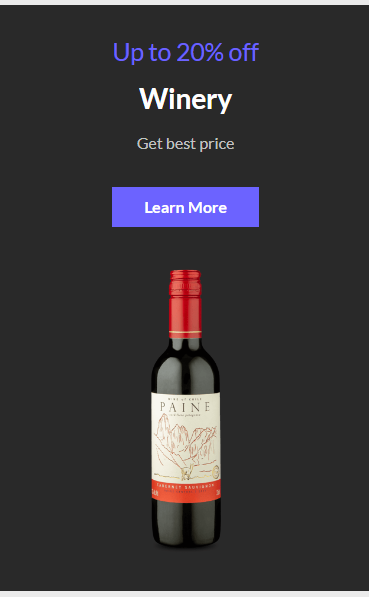 Up to 20% off
Winery
Get best price
Learn More
WINE OF CHILE
PAINE
CABERNET SAUVIGNON